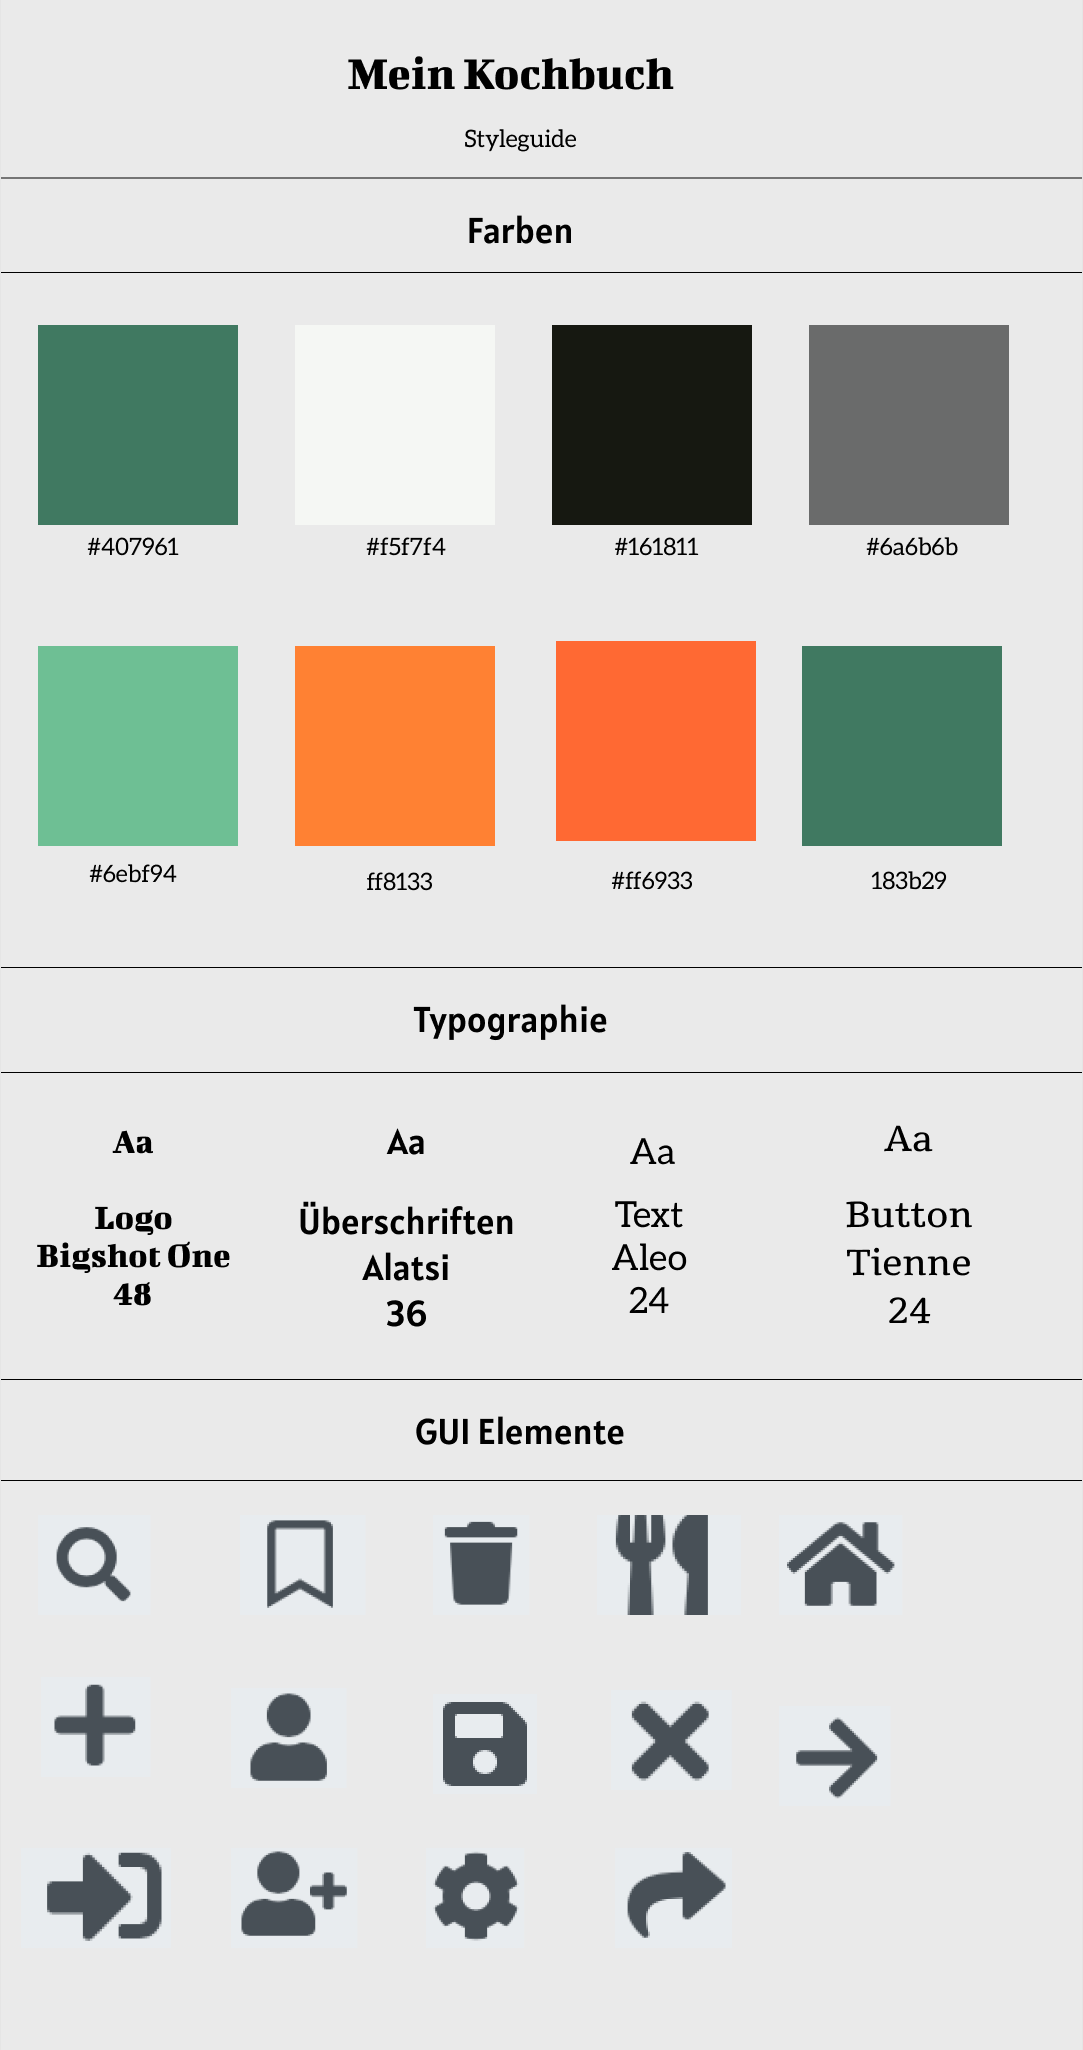 Mein Kochbuch
Styleguide
Farben
#407961
#f5f7f4
#161811
#6a6b6b
#6ebf94
ff8133
#ff6933
183b29
Typographie
Aa
Logo
Bigshot One
48
Aa
Überschriften
Alatsi
36
Aa
Text
Aleo
24
Aa
Button
Tienne
24
GUI Elemente